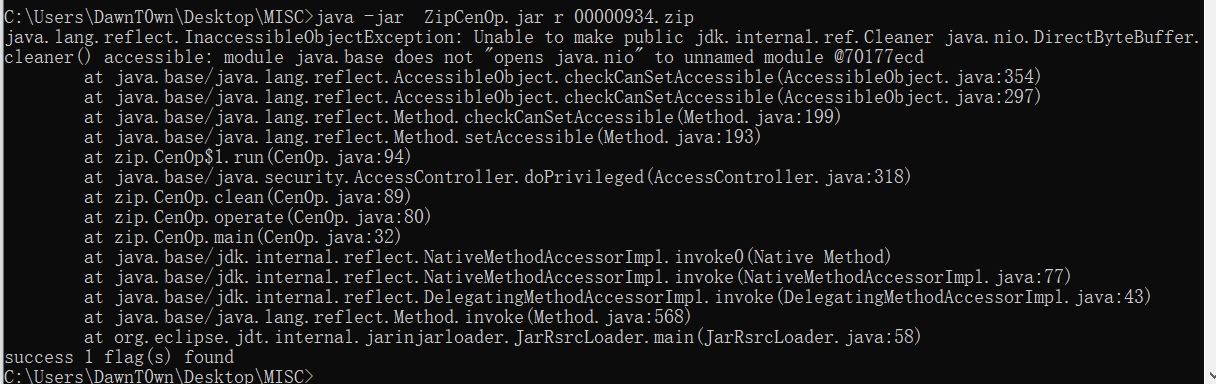 C:\Users\DawnT0wn\Desktop\MISC>java -jar  ZipCenOp.jar r 00000934.zip
java.lang.reflect.InaccessibleObjectException: Unable to make public jdk.internal.ref.Cleaner java.nio.DirectByteBuffer.
cleaner() accessible: module java.base does not "opens java.nio" to unnamed module @70177ecd
        at java.base/java.lang.reflect.AccessibleObject.checkCanSetAccessible(AccessibleObject.java:354)
        at java.base/java.lang.reflect.AccessibleObject.checkCanSetAccessible(AccessibleObject.java:297)
        at java.base/java.lang.reflect.Method.checkCanSetAccessible(Method.java:199)
        at java.base/java.lang.reflect.Method.setAccessible(Method.java:193)
        at zip.CenOp$1.run(CenOp.java:94)
        at java.base/java.security.AccessController.doPrivileged(AccessController.java:318)
        at zip.CenOp.clean(CenOp.java:89)
        at zip.CenOp.operate(CenOp.java:80)
        at zip.CenOp.main(CenOp.java:32)
        at java.base/jdk.internal.reflect.NativeMethodAccessorImpl.invoke0(Native Method)
        at java.base/jdk.internal.reflect.NativeMethodAccessorImpl.invoke(NativeMethodAccessorImpl.java:77)
        at java.base/jdk.internal.reflect.DelegatingMethodAccessorImpl.invoke(DelegatingMethodAccessorImpl.java:43)
        at java.base/java.lang.reflect.Method.invoke(Method.java:568)
        at org.eclipse.jdt.internal.jarinjarloader.JarRsrcLoader.main(JarRsrcLoader.java:58)
success 1 flag(s) found
C:\Users\DawnT0wn\Desktop\MISC>